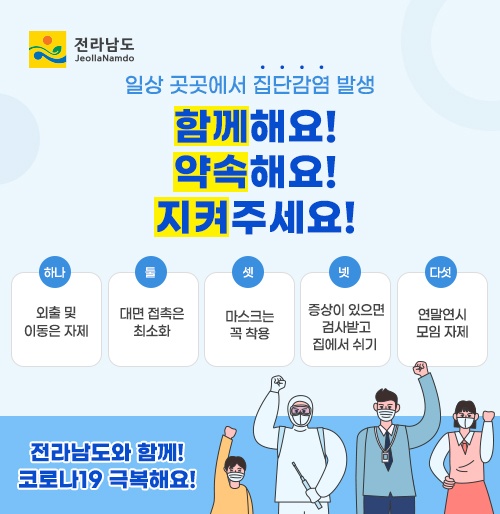 전라남도
JeollaNamdo
일상 곳곳에서 집단감염 발생
함께해요!
약속해요!
지켜주세요!
하나
외출 및
이동은 자제
둘
대면 접촉은
최소화
셋
마스크는
꼭 착용
넷
증상이 있으면
검사받고
집에서 쉬기
다섯
연말연시
모임 자제
전라남도와 함께!
코로나19 극복해요!